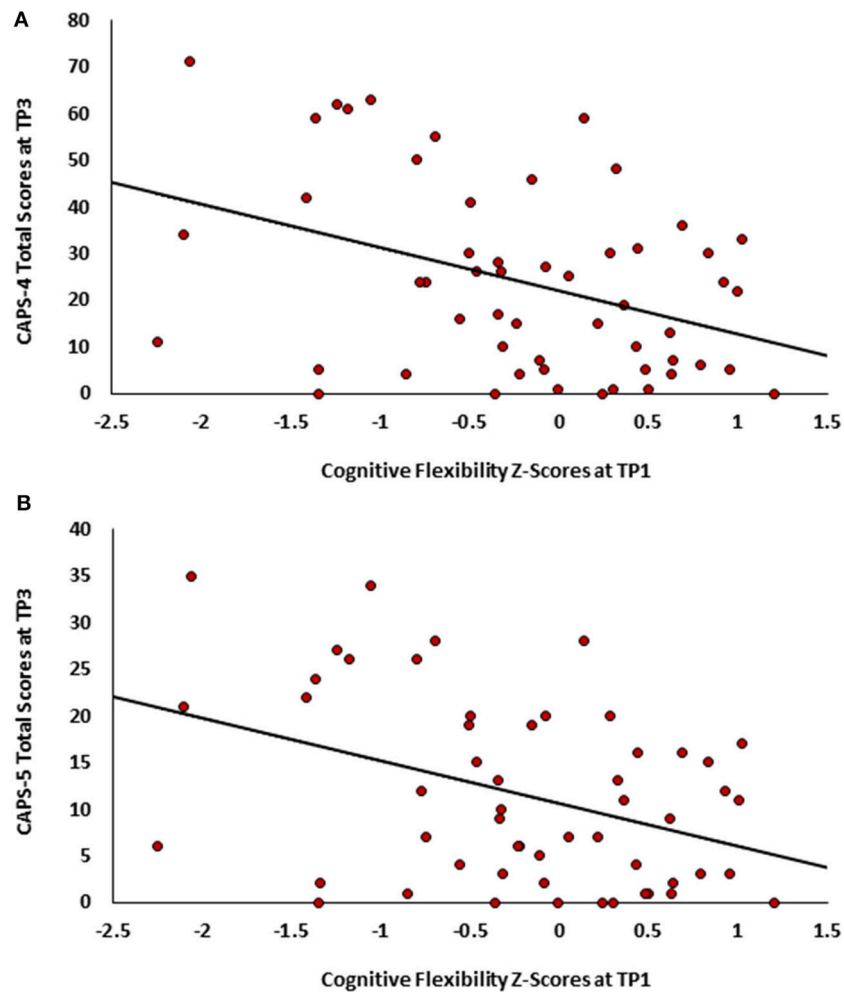 A
80
70
60
50
40
30
20
10
0
CAPS-4 Total Scores at TP3
-2.5 -2 -1.5 -1 -0.5 0 0.5 1 1.5
Cognitive Flexibility Z-Scores at TP1
B
40
35
30
25
20
15
10
5
0
CAPS-5 Total Scores at TP3
-2.5 -2 -1.5 -1 -0.5 0 0.5 1 1.5
Cognitive Flexibility Z-Scores at TP1